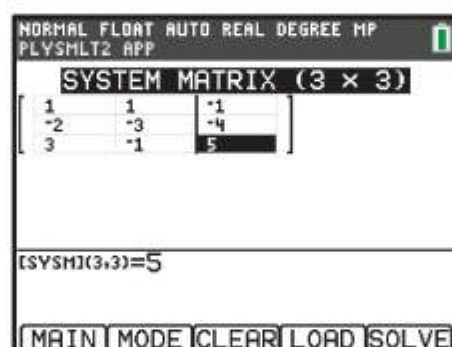 NORMAL FLOAT AUTO REAL DEGREE MP
PLYSMLT2 APP
SYSTEM MATRIX (3 × 3)
1 1 -1
-2 -3 -4
3 -1 5
[SYSM](3,3)=5
MAIN MODE CLEAR LOAD SOLVE